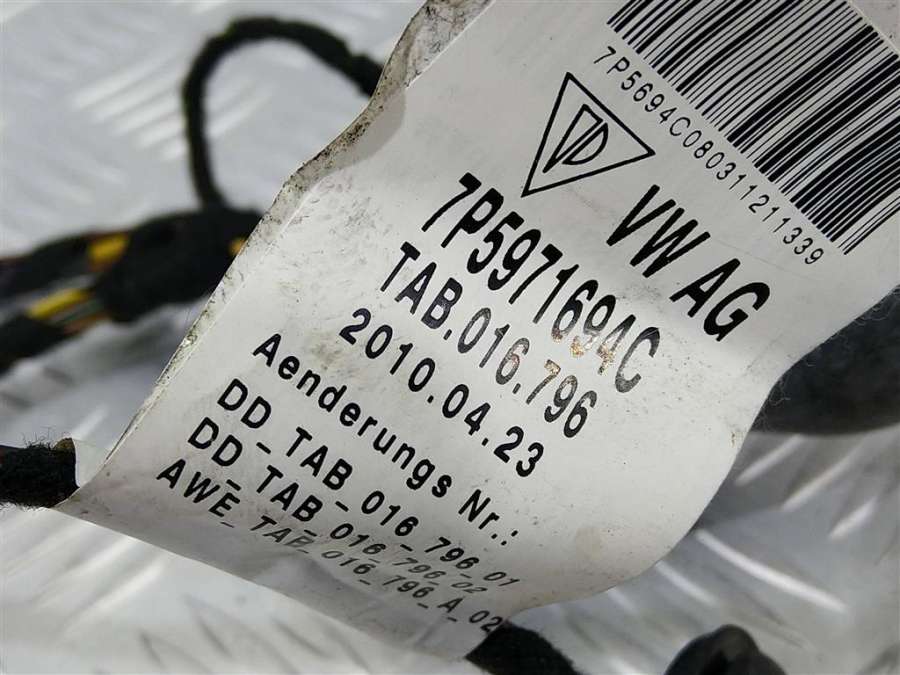 7P5694C080311211339
VW AG
7P5971694C
TAB.016.796
2010.04.23
Aenderungs Nr.:
DD_TAB_016_796_01
DD_TAB_016_796_02
AWE_TAB_016_796_A_02